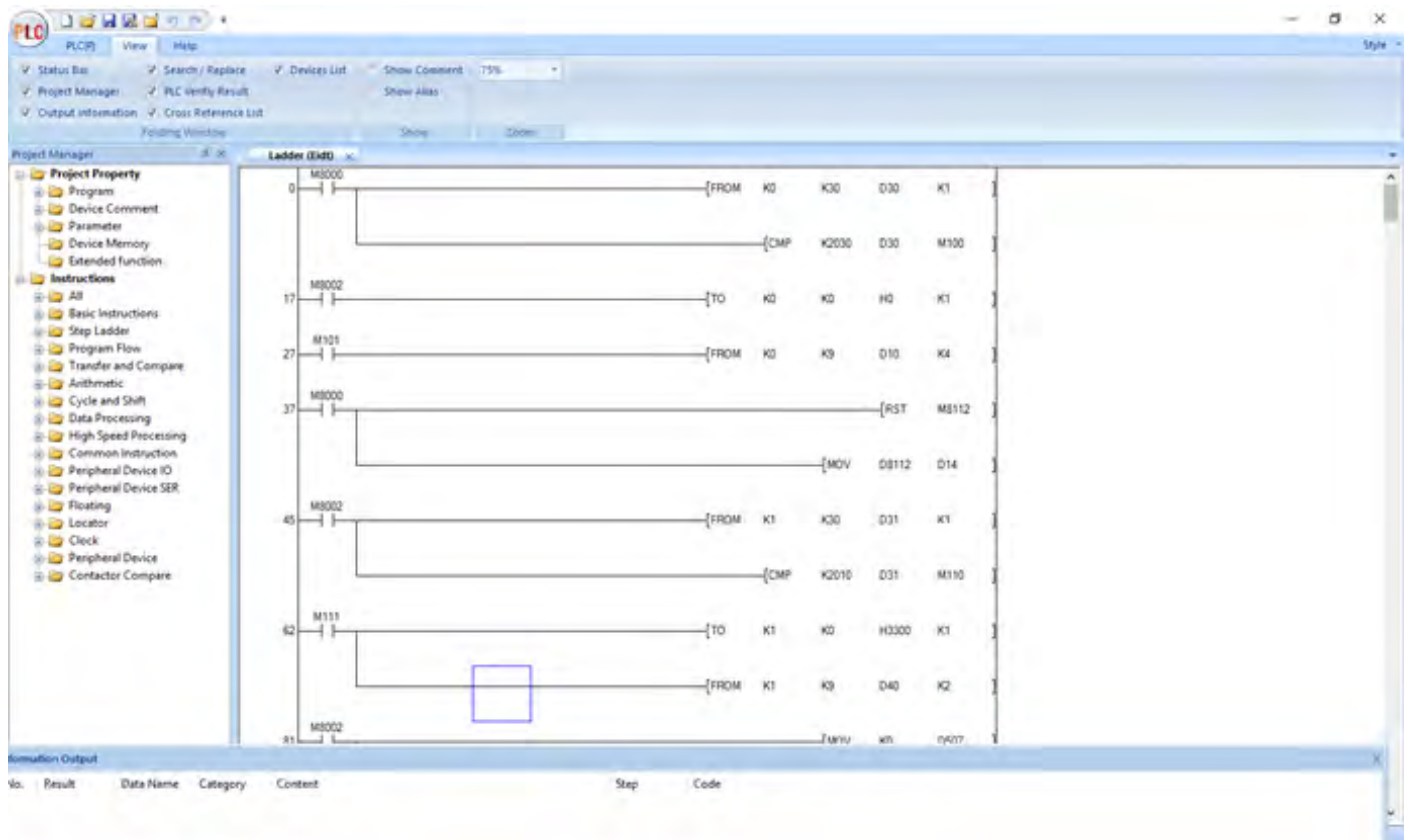 PLC
PLC(P) View Help Style
Status Bar Search / Replace Devices List Show Comment 75%
Project Manager PLC Verify Result Show Alias
Output information Cross Reference List
Folding Window Show Zoom
Project Manager
Ladder (Eidt)
Project Property
Program
Device Comment
Parameter
Device Memory
Extended function
Instructions
All
Basic Instructions
Step Ladder
Program Flow
Transfer and Compare
Arithmetic
Cycle and Shift
Data Processing
High Speed Processing
Common Instruction
Peripheral Device IO
Peripheral Device SER
Floating
Locator
Clock
Peripheral Device
Contactor Compare
M8000
0 [FROM K0 K30 D30 K1 ]
[CMP K2030 D30 M100 ]
M8002
17 [TO K0 K0 H0 K1 ]
M101
27 [FROM K0 K9 D10 K4 ]
M8000
37 [RST M8112 ]
[MOV D8112 D14 ]
M8002
45 [FROM K1 K30 D31 K1 ]
[CMP K2010 D31 M110 ]
M111
62 [TO K1 K0 H3300 K1 ]
[FROM K1 K9 D40 K2 ]
M8002
81 [MOV K0 D507 ]
formation Output
No. Result Data Name Category Content Step Code